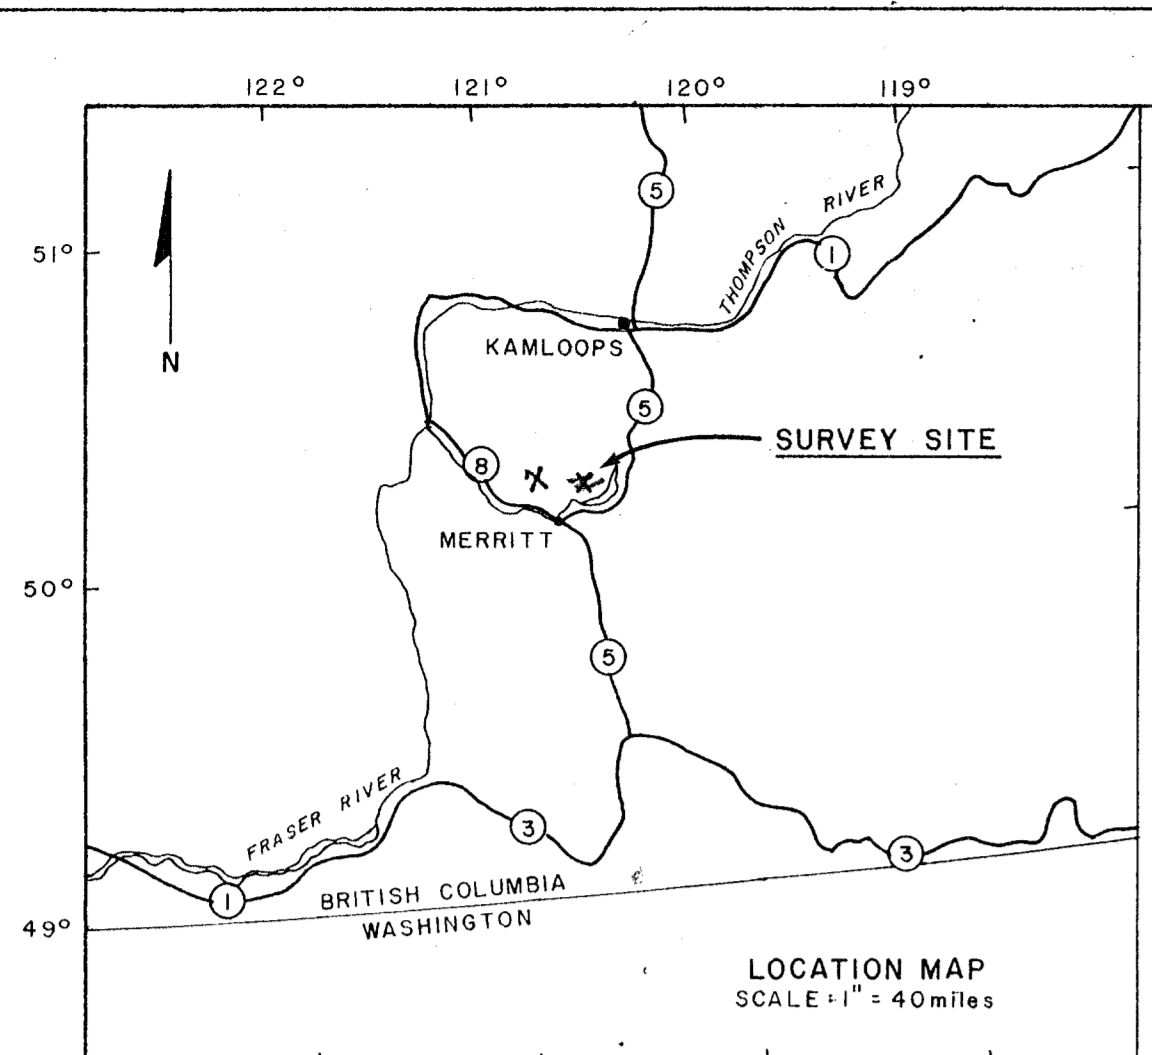 122° 121° 120° 119°
5
RIVER
51°
THOMPSON
1
N
KAMLOOPS
5
SURVEY SITE
8
X
MERRITT
50°
5
FRASER RIVER
3
3
1
BRITISH COLUMBIA
WASHINGTON
49°
LOCATION MAP
SCALE : 1" = 40 miles